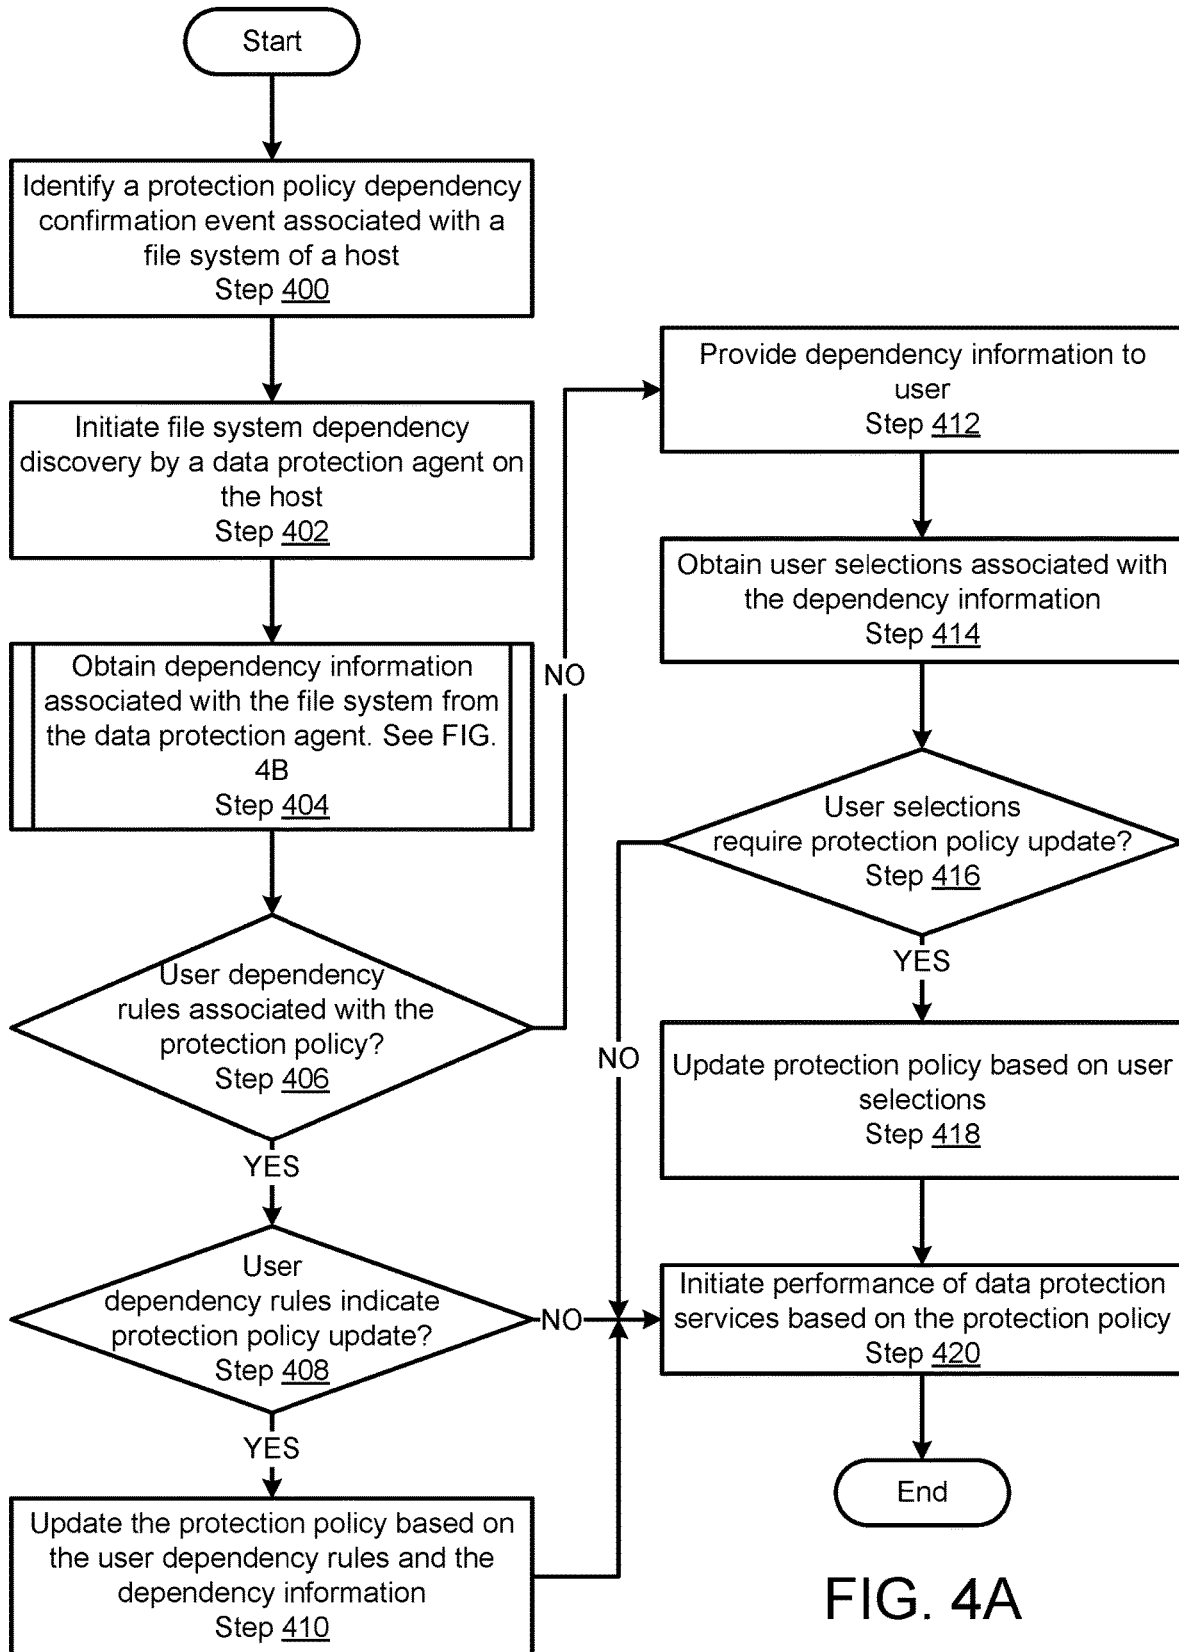 Start
Identify a protection policy dependency
confirmation event associated with a
file system of a host
Step 400
Initiate file system dependency
discovery by a data protection agent on
the host
Step 402
Obtain dependency information
associated with the file system from
the data protection agent. See FIG.
4B
Step 404
User dependency
rules associated with the
protection policy?
Step 406
NO
YES
User
dependency rules indicate
protection policy update?
Step 408
NO
YES
Update the protection policy based on
the user dependency rules and the
dependency information
Step 410
Provide dependency information to
user
Step 412
Obtain user selections associated with
the dependency information
Step 414
User selections
require protection policy update?
Step 416
NO
YES
Update protection policy based on user
selections
Step 418
Initiate performance of data protection
services based on the protection policy
Step 420
End
FIG. 4A